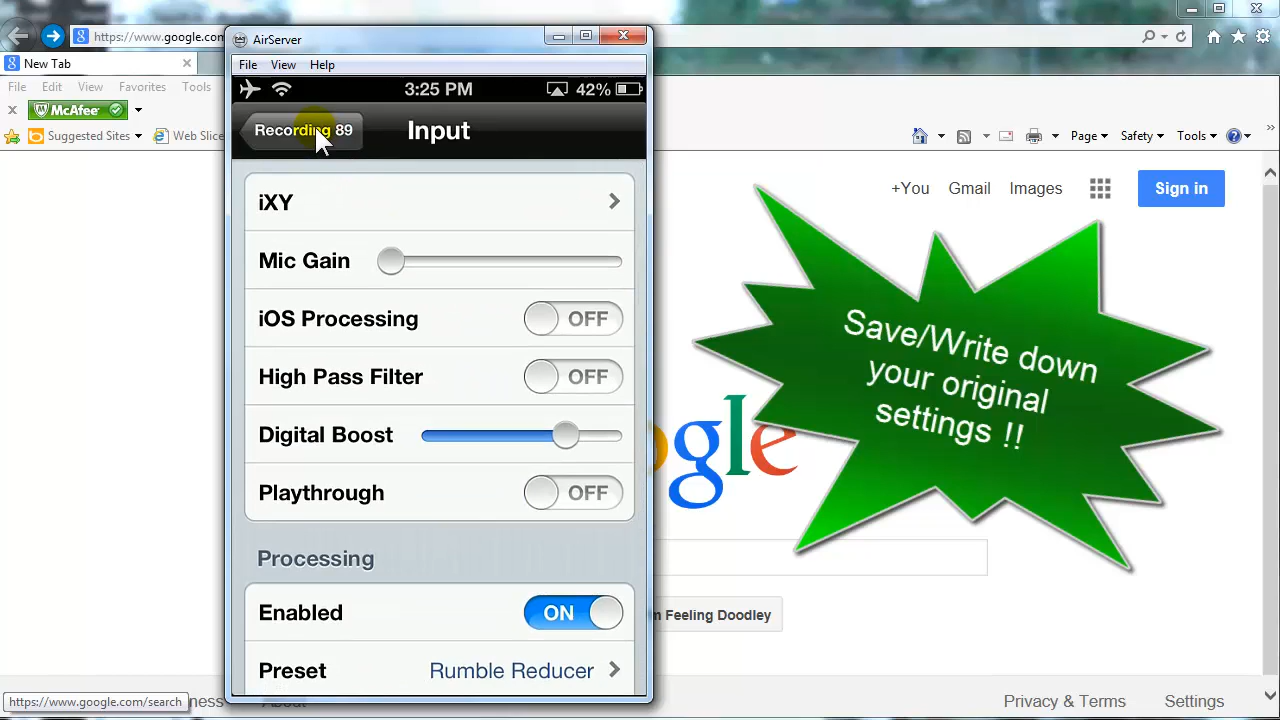 https://www.google.com
New Tab
File Edit View Favorites Tools
McAfee
Suggested Sites
Web Slice
Page
Safety
Tools
+You Gmail Images Sign in
AirServer
File View Help
3:25 PM 42%
Recording 89 Input
iXY
Mic Gain
iOS Processing OFF
High Pass Filter OFF
Digital Boost
Playthrough OFF
Processing
Enabled ON
Preset Rumble Reducer
Save/Write down
your original
settings !!
ogle
Feeling Doodley
https://www.google.com/search
ness About
Privacy & Terms Settings